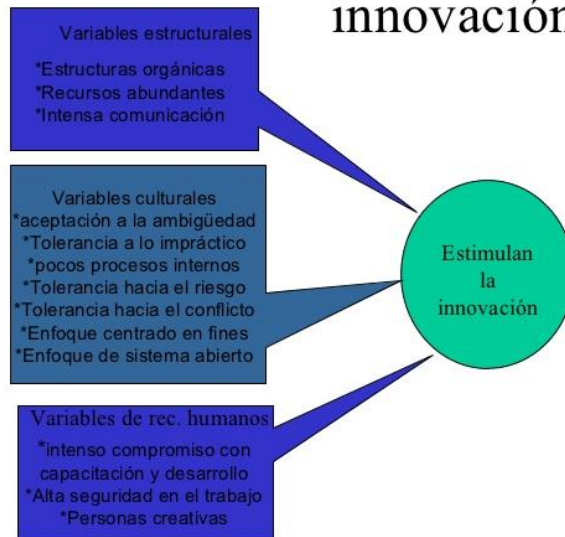 innovación
Variables estructurales
*Estructuras orgánicas
*Recursos abundantes
*Intensa comunicación
Variables culturales
*aceptación a la ambigüedad
*Tolerancia a lo impráctico
*pocos procesos internos
*Tolerancia hacia el riesgo
*Tolerancia hacia el conflicto
*Enfoque centrado en fines
*Enfoque de sistema abierto
Variables de rec. humanos
*intenso compromiso con
capacitación y desarrollo
*Alta seguridad en el trabajo
*Personas creativas
Estimulan
la
innovación